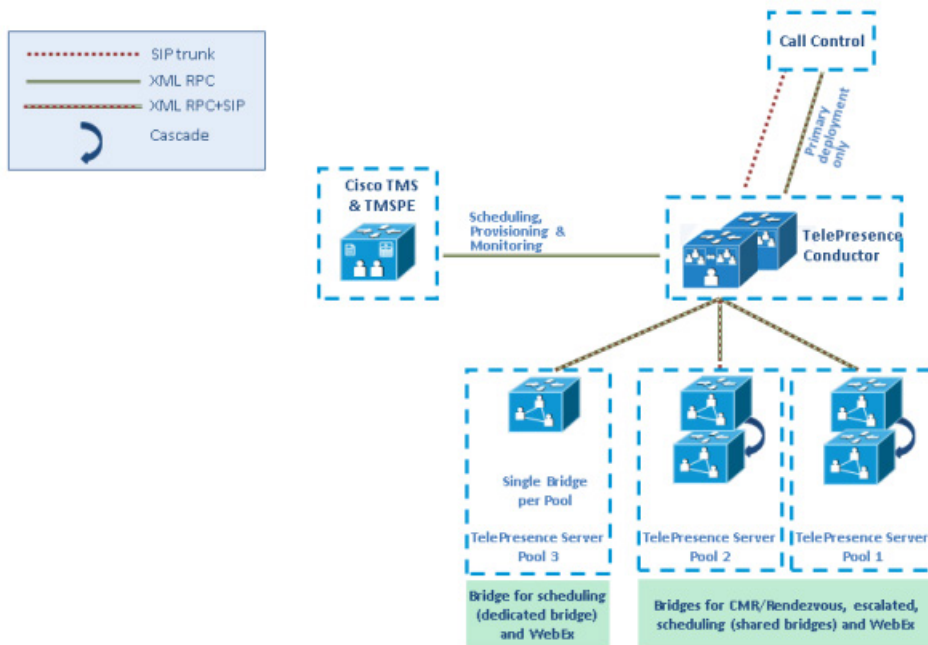 SIP trunk
XML RPC
XML RPC+SIP
Cascade
Call Control
Primary
deployment
only
Cisco TMS
& TMSPE
Scheduling,
Provisioning &
Monitoring
TelePresence
Conductor
Single Bridge
per Pool
TelePresence Server
Pool 3
TelePresence Server
Pool 2
TelePresence Server
Pool 1
Bridge for scheduling
(dedicated bridge)
and WebEx
Bridges for CMR/Rendezvous, escalated,
scheduling (shared bridges) and WebEx